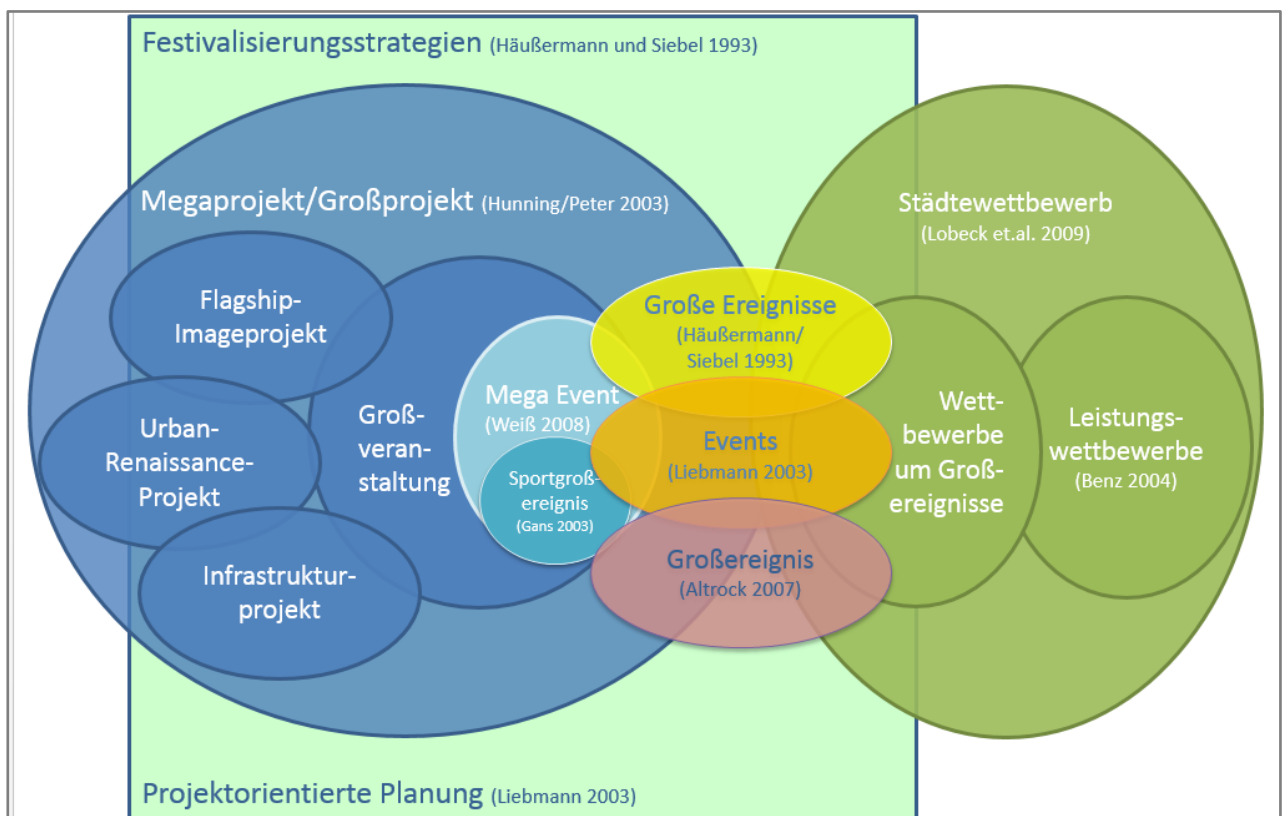 Festivalisierungsstrategien (Häußermann und Siebel 1993)
Megaprojekt/Großprojekt (Hunning/Peter 2003)
Flagship-
Imageprojekt
Urban-
Renaissance-
Projekt
Infrastruktur-
projekt
Groß-
veran-
staltung
Mega Event
(Weiß 2008)
Sportgroß-
ereignis
(Gans 2003)
Große Ereignisse
(Häußermann/
Siebel 1993)
Events
(Liebmann 2003)
Großereignis
(Altrock 2007)
Städtewettbewerb
(Lobeck et.al. 2009)
Wett-
bewerbe
um Groß-
ereignisse
Leistungs-
wettbewerbe
(Benz 2004)
Projektorientierte Planung (Liebmann 2003)